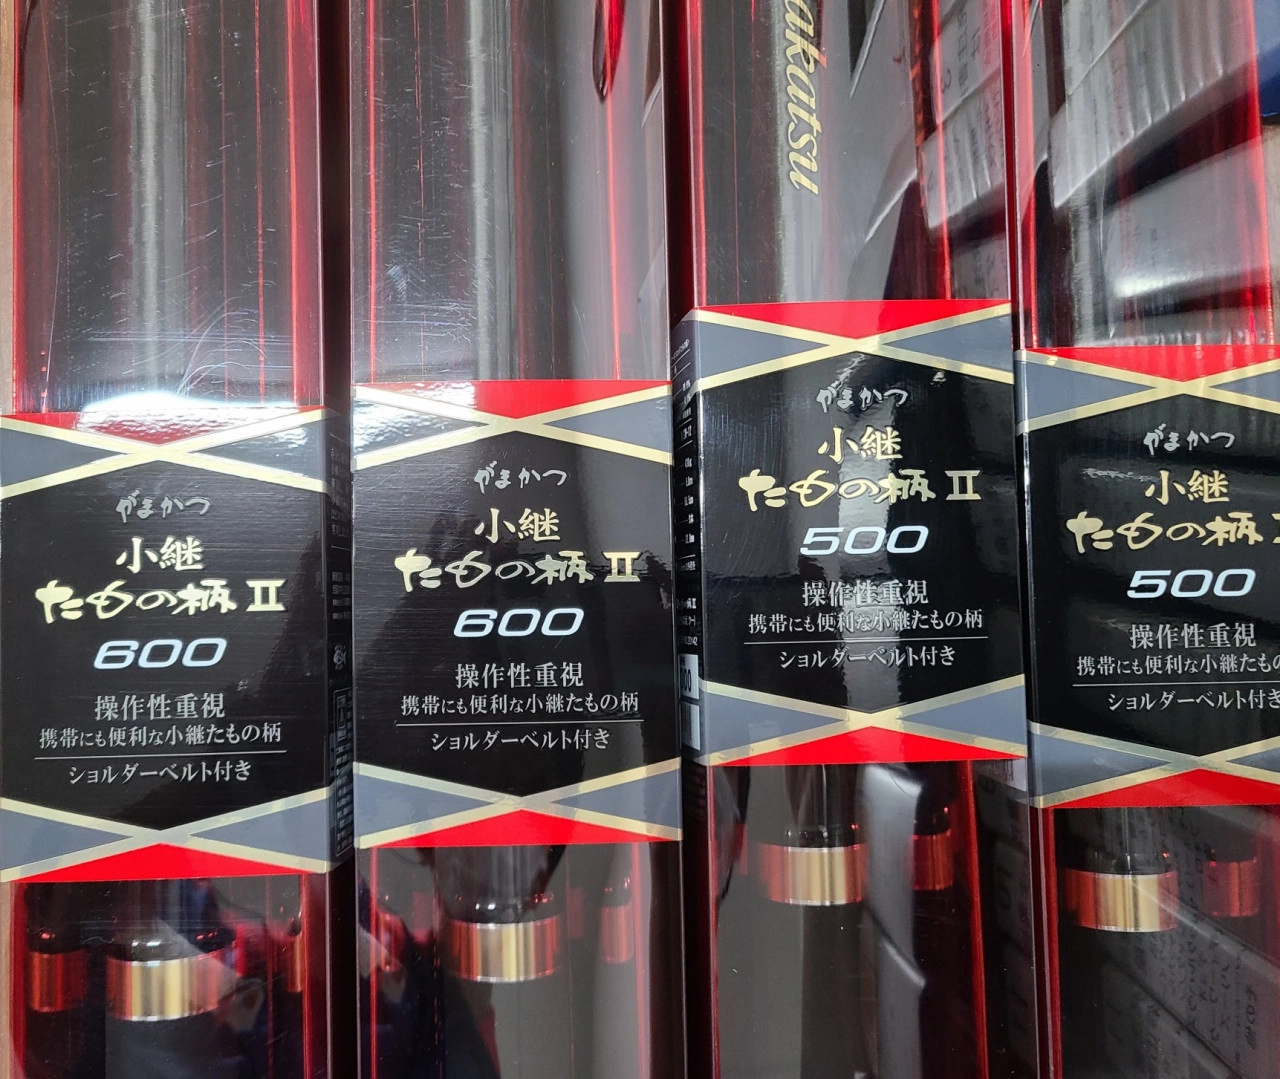 akatsu
がまかつ
小継
たもの柄 II
600
操作性重視
携帯にも便利な小継たもの柄
ショルダーベルト付き
がまかつ
小継
たもの柄 II
600
操作性重視
携帯にも便利な小継たもの柄
ショルダーベルト付き
がまかつ
小継
たもの柄 II
500
操作性重視
携帯にも便利な小継たもの柄
ショルダーベルト付き
がまかつ
小継
たもの柄
500
操作性重視
携帯にも便利な小継たもの
ショルダーベルト付き